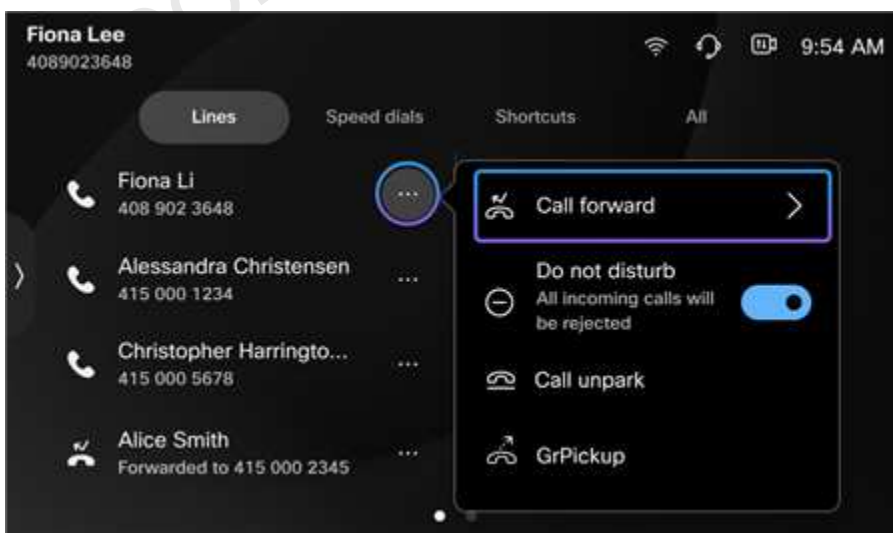 Fiona Lee
4089023648
9:54 AM
Lines
Speed dials
Shortcuts
All
Fiona Li
408 902 3648
Alessandra Christensen
415 000 1234
Christopher Harringto...
415 000 5678
Alice Smith
Forwarded to 415 000 2345
Call forward
Do not disturb
All incoming calls will
be rejected
Call unpark
GrPickup